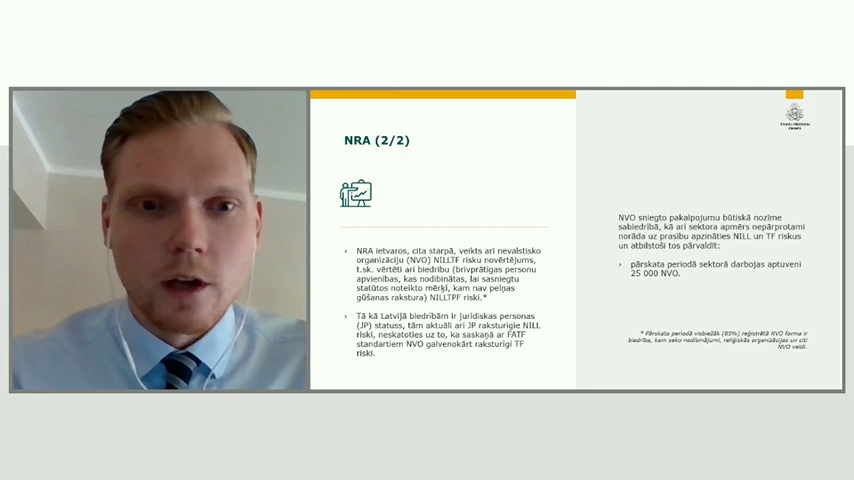 NRA (2/2)
› NRA ietvaros, cita starpā, veikts arī nevalstisko
organizāciju (NVO) NILLTF risku novērtējums,
t.sk. vērtēti arī biedrību (brīvprātīgas personu
apvienības, kas nodibinātas, lai sasniegtu
statūtos noteikto mērķi, kam nav peļņas
gūšanas rakstura) NILLTPF riski.*
› Tā kā Latvijā biedrībām ir juridiskas personas
(JP) statuss, tām aktuāli arī JP raksturīgie NILL
riski, neskatoties uz to, ka saskaņā ar FATF
standartiem NVO galvenokārt raksturīgi TF
riski.
NVO sniegto pakalpojumu būtiskā nozīme
sabiedrībā, kā arī sektora apmērs nepārprotami
norāda uz prasību apzināties NILL un TF riskus
un atbilstoši tos pārvaldīt:
› pārskata periodā sektorā darbojas aptuveni
25 000 NVO.
* Pārskata periodā visbiežāk (85%) reģistrētā NVO forma ir
biedrība, kam seko nodibinājumi, reliģiskās organizācijas un citi
NVO veidi.